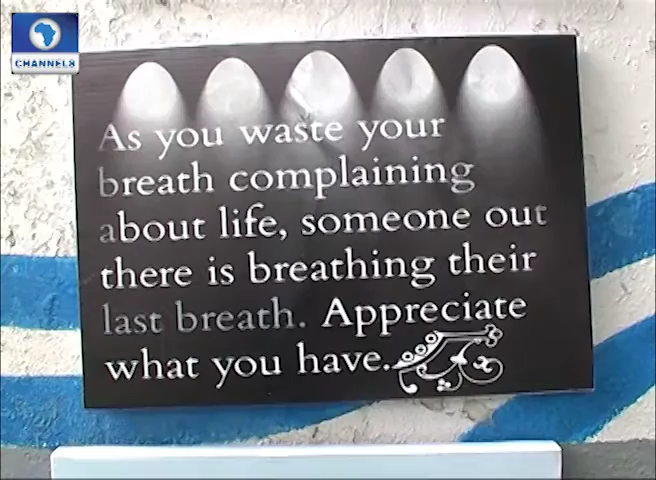 CHANNELS
As you waste your
breath complaining
about life, someone out
there is breathing their
last breath. Appreciate
what you have..